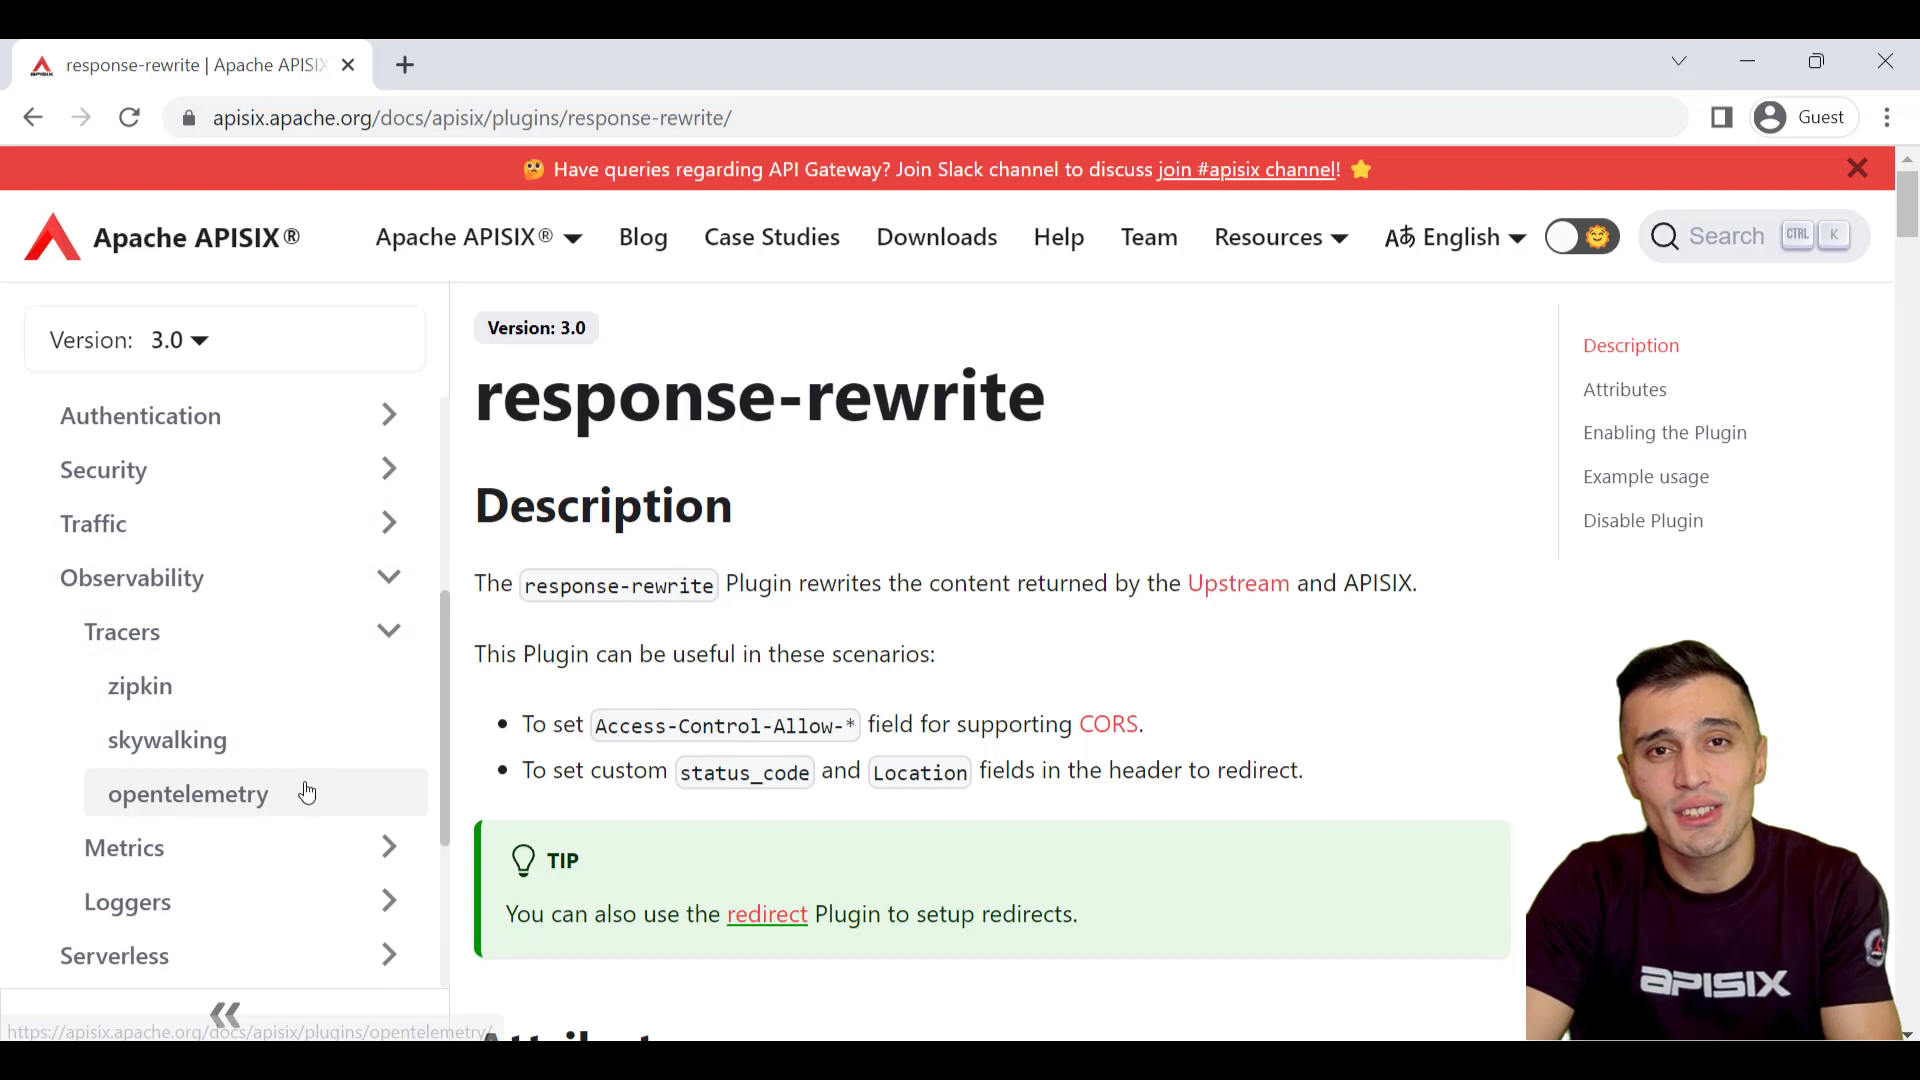 response-rewrite | Apache APISIX
apisix.apache.org/docs/apisix/plugins/response-rewrite/
Guest
🤔 Have queries regarding API Gateway? Join Slack channel to discuss join #apisix channel! ⭐
Apache APISIX®
Apache APISIX® Blog Case Studies Downloads Help Team Resources Aあ English Search CTRL K
Version: 3.0
Authentication
Security
Traffic
Observability
Tracers
zipkin
skywalking
opentelemetry
Metrics
Loggers
Serverless
https://apisix.apache.org/docs/apisix/plugins/opentelemetry/
Version: 3.0
response-rewrite
Description
The response-rewrite Plugin rewrites the content returned by the Upstream and APISIX.
This Plugin can be useful in these scenarios:
• To set Access-Control-Allow-* field for supporting CORS.
• To set custom status_code and Location fields in the header to redirect.
TIP
You can also use the redirect Plugin to setup redirects.
Description
Attributes
Enabling the Plugin
Example usage
Disable Plugin
APISIX